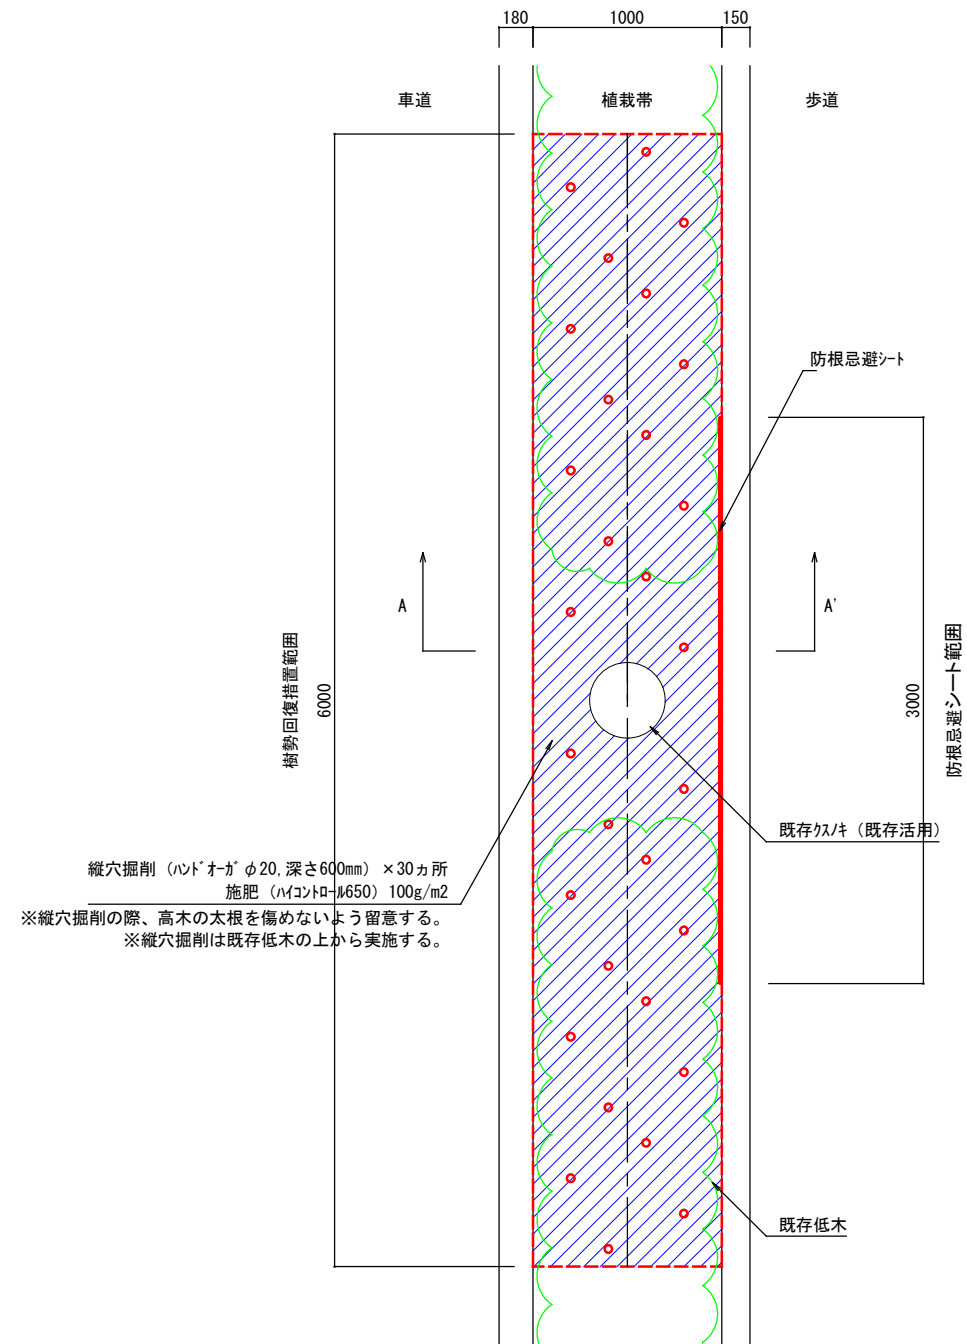 180 1000 150
車道 植栽帯 歩道
防根忌避ｼｰﾄ
A A'
樹勢回復措置範囲
6000
3000
防根忌避シート範囲
既存ｸｽﾉｷ（既存活用）
縦穴掘削（ﾊﾝﾄﾞｵｰｶﾞφ20,深さ600mm）×30ヵ所
施肥（ﾊｲｺﾝﾄﾛｰﾙ650）100g/m2
※縦穴掘削の際、高木の太根を傷めないよう留意する。
※縦穴掘削は既存低木の上から実施する。
既存低木